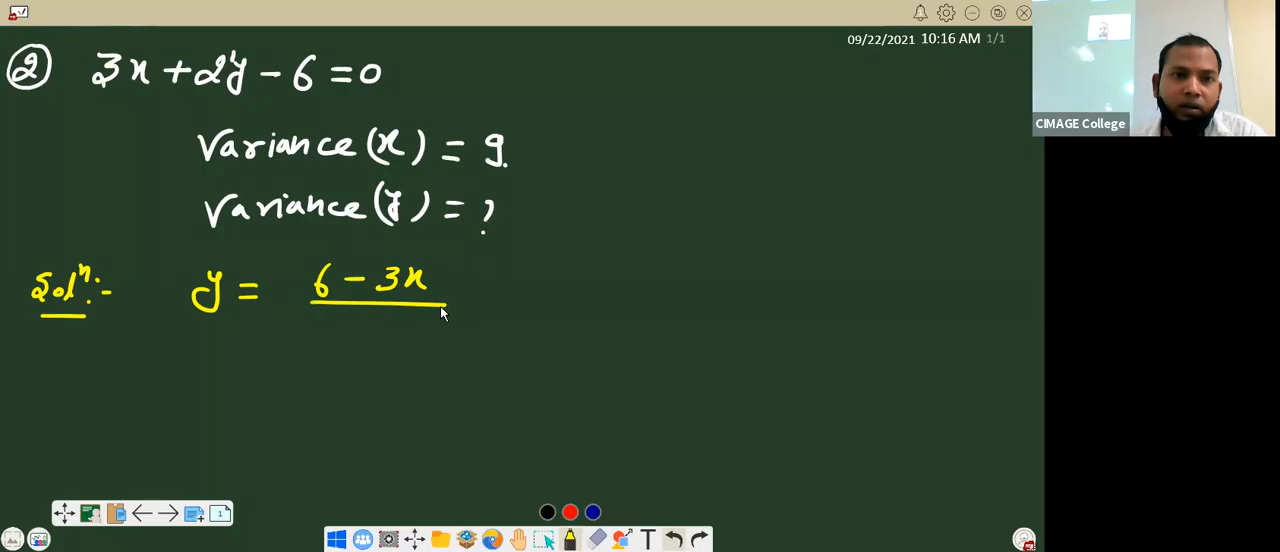 09/22/2021 10:16 AM 1/1
CIMAGE College
② 3x + 2y - 6 = 0
Variance (x) = 9.
Variance (y) = ?
Solⁿ:- y = 6 - 3x
1
T